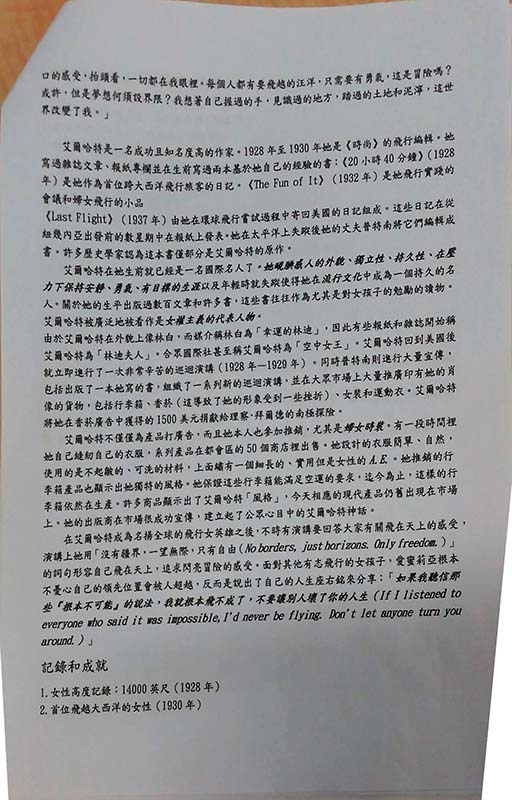 口的感受，抬頭看，一切都在我眼裡。每個人都有要飛越的汪洋，只需要有勇氣，這是冒險嗎？
或許，但是夢想何須設界限？我想著自己握過的手，見識過的地方，踏過的土地和泥濘，這世
界改變了我。」
艾爾哈特是一名成功且知名度高的作家。1928 年至 1930 年她是《時尚》的飛行編輯。她
寫過雜誌文章、報紙專欄並在生前寫過兩本基於她自己的經驗的書：《20 小時 40 分鐘》(1928
年) 是她作為首位跨大西洋飛行旅客的日記。《The Fun of It》(1932 年) 是她飛行實踐的
會議和婦女飛行的小品
《Last Flight》(1937 年) 由她在環球飛行嘗試過程中寄回美國的日記組成。這些日記在從
紐幾內亞出發前的數星期中在報紙上發表。她在太平洋上失蹤後她的丈夫普特南將它們編輯成
書。許多歷史學家認為這本書僅部分是艾爾哈特的原作。
艾爾哈特在她生前就已經是一名國際名人了。她靦腆感人的外貌、獨立性、持久性、在壓
力下保持安靜、勇氣、有目標的生涯以及年輕時就失蹤使得她在流行文化中成為一個持久的名
人。關於她的生平出版過數百文章和許多書，這些書往往作為尤其是對女孩子的勉勵的讀物。
艾爾哈特被廣泛地被看作是女權主義的代表人物。
由於艾爾哈特在外貌上像林白，而媒介稱林白為「幸運的林迪」，因此有些報紙和雜誌開始稱
艾爾哈特為「林迪夫人」。合眾國際社甚至稱艾爾哈特為「空中女王」。艾爾哈特回到美國後
就立即進行了一次非常辛苦的巡迴演講 (1928 年—1929 年)。同時普特南則進行大量宣傳，
包括出版了一本她寫的書，組織了一系列新的巡迴演講，並在大眾市場上大量推廣印有她的肖
像的貨物，包括行李箱、香菸 (這導致了她的形象受到一些挫折)、女裝和運動衣。艾爾哈特
將她在香菸廣告中獲得的 1500 美元捐獻給理察·拜爾德的南極探險。
艾爾哈特不僅僅為產品打廣告，而且她本人也參加推銷，尤其是婦女時裝。有一段時間裡
她自己縫紉自己的衣服，系列產品在都會區的 50 個商店裡出售。她設計的衣服簡單、自然，
使用的是不起皺的、可洗的材料，上面繡有一個細長的、實用但是女性的 A.E.。她推銷的行
李箱產品也顯示出她獨特的風格。她保證這些行李箱能滿足空運的要求，迄今為止，這樣的行
李箱依然在生產。許多商品顯示出了艾爾哈特「風格」，今天相應的現代產品仍舊出現在市場
上。她的出版商在市場很成功宣傳，建立起了公眾心目中的艾爾哈特神話。
在艾爾哈特成為名揚全球的飛行女英雄之後，不時有演講要回答大家有關飛在天上的感受，
演講上她用「沒有疆界，一望無際，只有自由 (No borders, just horizons. Only freedom.)」
的詞句形容自己飛在天上，追求閃亮冒險的感受。面對其他有志飛行的女孩子，愛蜜莉亞根本
不憂心自己的領先位置會被人超越，反而是說出了自己的人生座右銘來分享：「如果我聽信那
些『根本不可能』的說法，我就根本飛不成了，不要讓別人壞了你的人生 (If I listened to
everyone who said it was impossible, I'd never be flying. Don't let anyone turn you
around.)」
記錄和成就
1. 女性高度記錄：14000 英尺 (1928 年)
2. 首位飛越大西洋的女性 (1930 年)